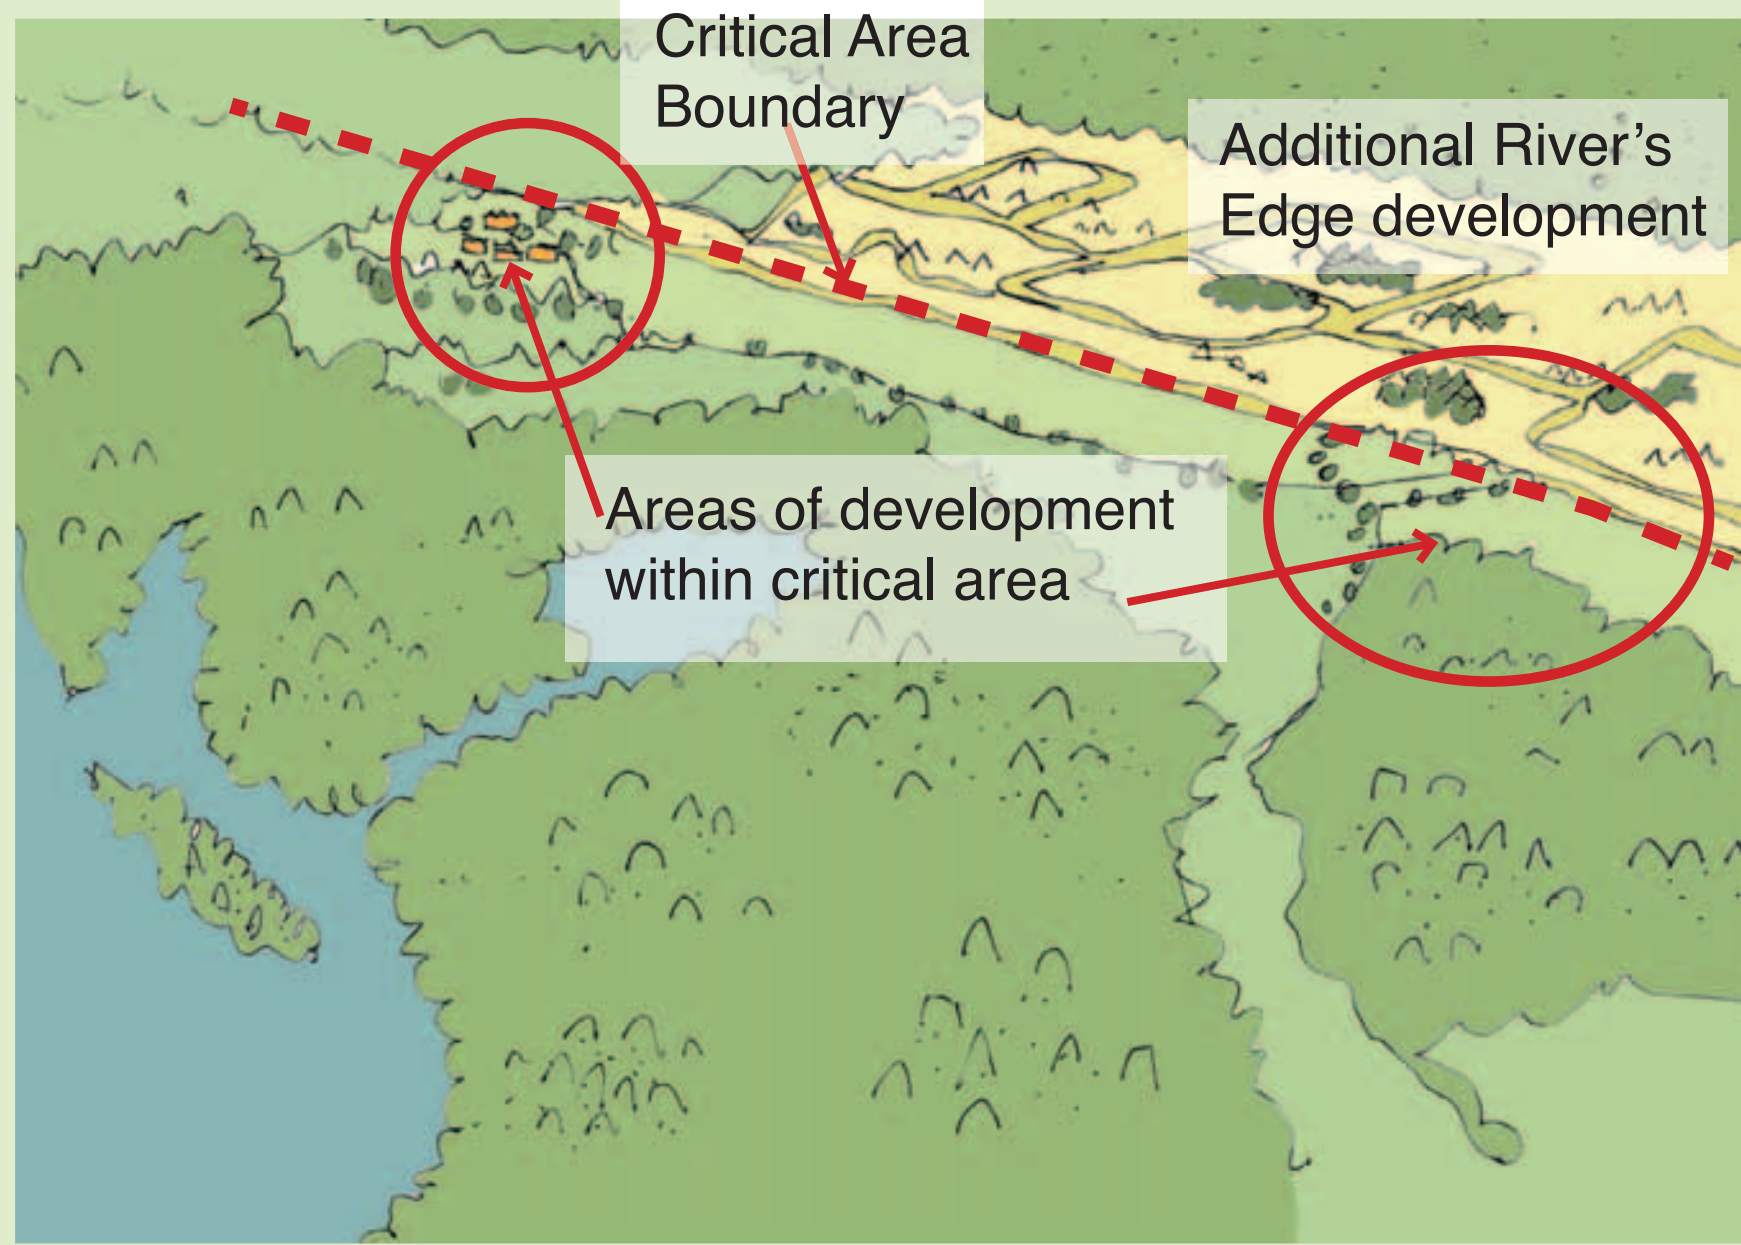 Critical Area
Boundary
Additional River’s
Edge development
Areas of development
within critical area